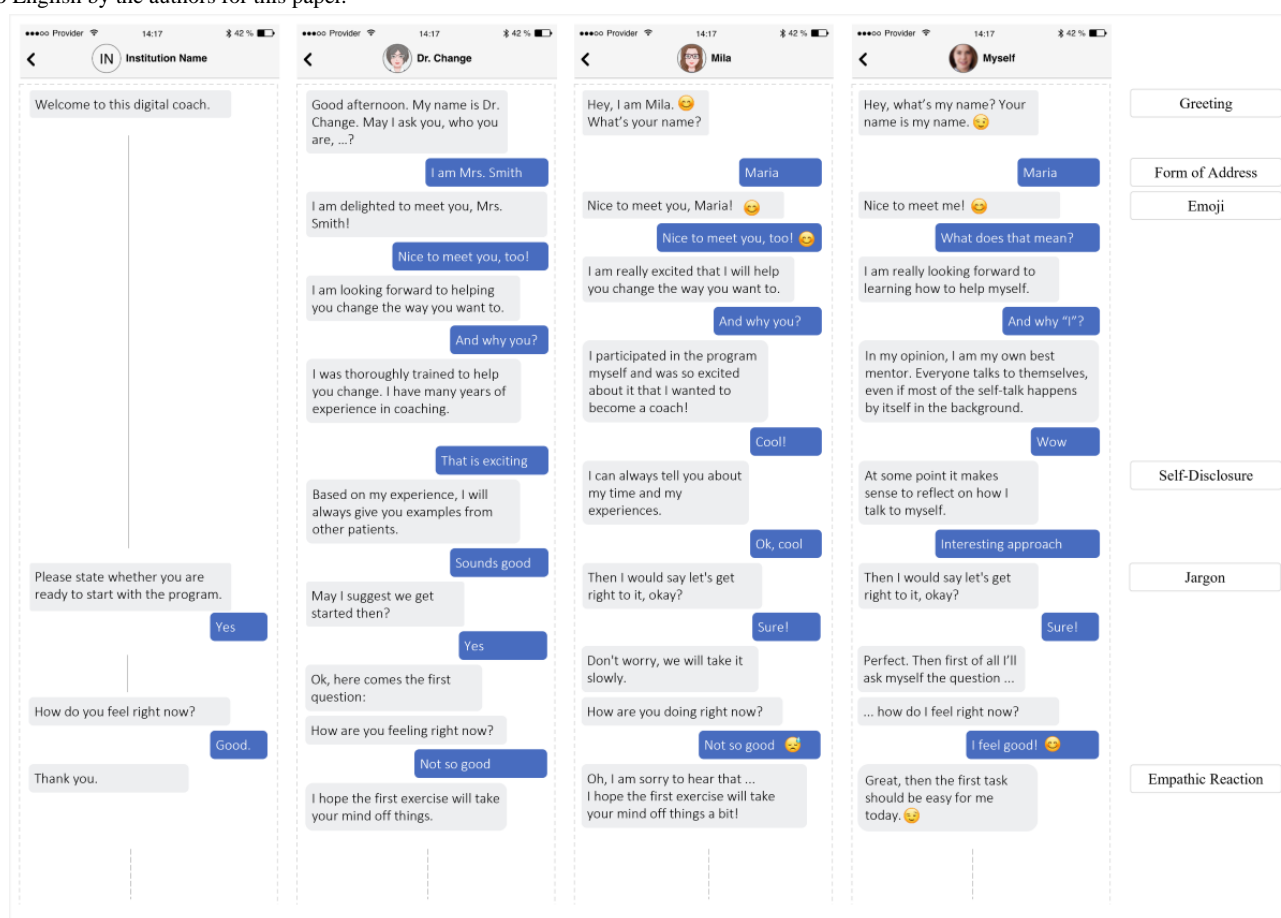 English by the authors for this paper.
●●●○○ Provider 14:17 42 %
IN Institution Name
Welcome to this digital coach.
Please state whether you are
ready to start with the program.
Yes
How do you feel right now?
Good.
Thank you.
●●●○○ Provider 14:17 42 %
Dr. Change
Good afternoon. My name is Dr.
Change. May I ask you, who you
are, ...?
I am Mrs. Smith
I am delighted to meet you, Mrs.
Smith!
Nice to meet you, too!
I am looking forward to helping
you change the way you want to.
And why you?
I was thoroughly trained to help
you change. I have many years of
experience in coaching.
That is exciting
Based on my experience, I will
always give you examples from
other patients.
Sounds good
May I suggest we get
started then?
Yes
Ok, here comes the first
question:
How are you feeling right now?
Not so good
I hope the first exercise will take
your mind off things.
●●●○○ Provider 14:17 42 %
Mila
Hey, I am Mila. 😊
What's your name?
Maria
Nice to meet you, Maria! 😊
Nice to meet you, too! 😊
I am really excited that I will help
you change the way you want to.
And why you?
I participated in the program
myself and was so excited
about it that I wanted to
become a coach!
Cool!
I can always tell you about
my time and my
experiences.
Ok, cool
Then I would say let's get
right to it, okay?
Sure!
Don't worry, we will take it
slowly.
How are you doing right now?
Not so good 😓
Oh, I am sorry to hear that ...
I hope the first exercise will take
your mind off things a bit!
●●●○○ Provider 14:17 42 %
Myself
Hey, what's my name? Your
name is my name. 😉
Maria
Nice to meet me! 😊
What does that mean?
I am really looking forward to
learning how to help myself.
And why "I"?
In my opinion, I am my own best
mentor. Everyone talks to themselves,
even if most of the self-talk happens
by itself in the background.
Wow
At some point it makes
sense to reflect on how I
talk to myself.
Interesting approach
Then I would say let's get
right to it, okay?
Sure!
Perfect. Then first of all I'll
ask myself the question ...
... how do I feel right now?
I feel good! 😊
Great, then the first task
should be easy for me
today. 😉
Greeting
Form of Address
Emoji
Self-Disclosure
Jargon
Empathic Reaction